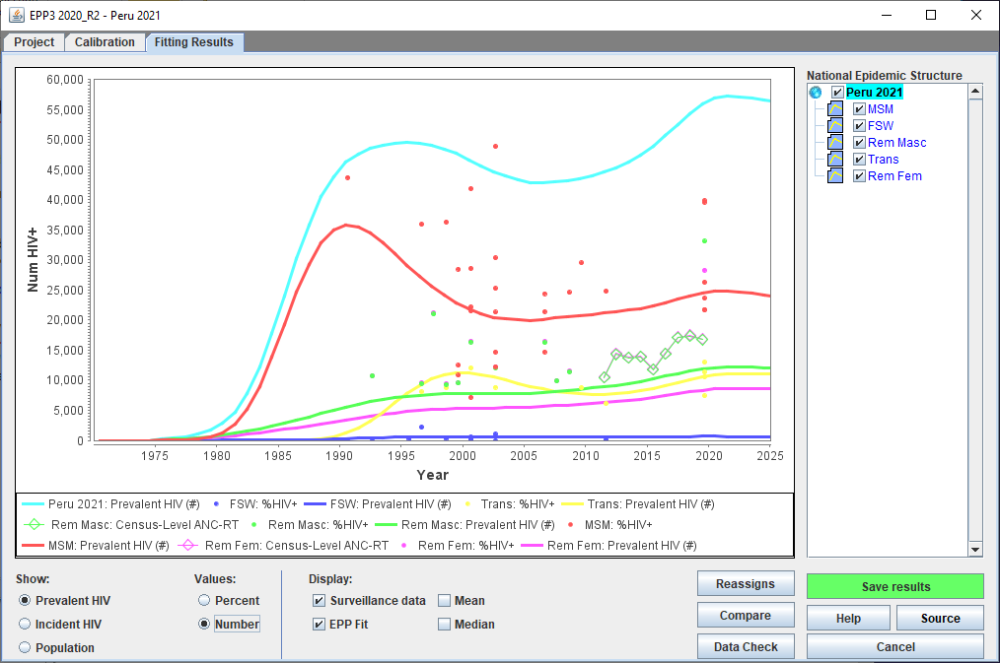 EPP3 2020_R2 - Peru 2021
Project Calibration Fitting Results
60,000
55,000
50,000
45,000
40,000
35,000
30,000
25,000
20,000
15,000
10,000
5,000
0
Num HIV+
1975 1980 1985 1990 1995 2000 2005 2010 2015 2020 2025
Year
Peru 2021: Prevalent HIV (#) FSW: %HIV+ FSW: Prevalent HIV (#) Trans: %HIV+ Trans: Prevalent HIV (#)
Rem Masc: Census-Level ANC-RT Rem Masc: %HIV+ Rem Masc: Prevalent HIV (#) MSM: %HIV+
MSM: Prevalent HIV (#) Rem Fem: Census-Level ANC-RT Rem Fem: %HIV+ Rem Fem: Prevalent HIV (#)
National Epidemic Structure
Peru 2021
MSM
FSW
Rem Masc
Trans
Rem Fem
Show:
Prevalent HIV
Incident HIV
Population
Values:
Percent
Number
Display:
Surveillance data Mean
EPP Fit Median
Reassigns
Compare
Data Check
Save results
Help Source
Cancel